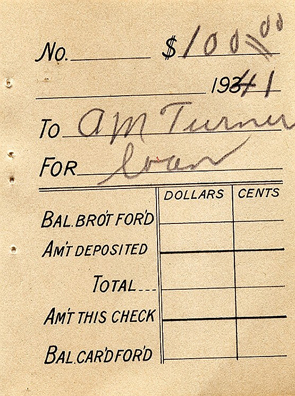 No. $100.00
1941
To AM Turner
For loan
DOLLARS CENTS
BAL. BRO'T FOR'D
AM'T DEPOSITED
TOTAL...
AM'T THIS CHECK
BAL. CAR'D FOR'D